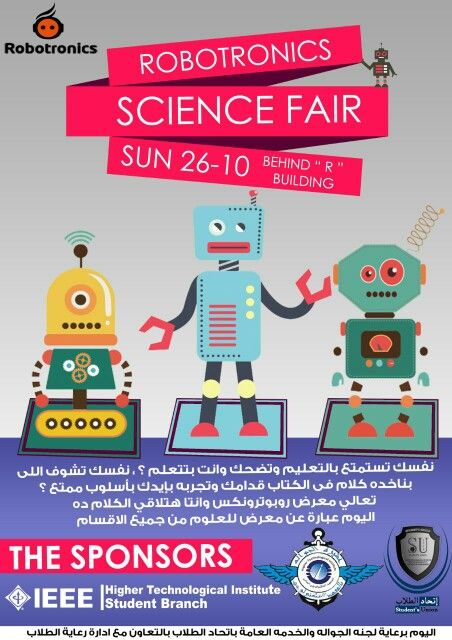 Robotronics
ROBOTRONICS
SCIENCE FAIR
SUN 26-10
BEHIND " R "
BUILDING
نفسك تستمتع بالتعليم وتضحك وانت بتتعلم ؟ ، نفسك تشوف اللى
بناخده كلام فى الكتاب قدامك وتجربه بإيدك بأسلوب ممتع ؟
تعالي معرض روبوترونكس وانتا هتلاقي الكلام ده
اليوم عبارة عن معرض للعلوم من جميع الاقسام
THE SPONSORS
IEEE
Higher Technological Institute
Student Branch
SU
إتحاد الطلاب
Student's Union
اليوم برعاية لجنه الجواله والخدمه العامة باتحاد الطلاب بالتعاون مع ادارة رعاية الطلاب